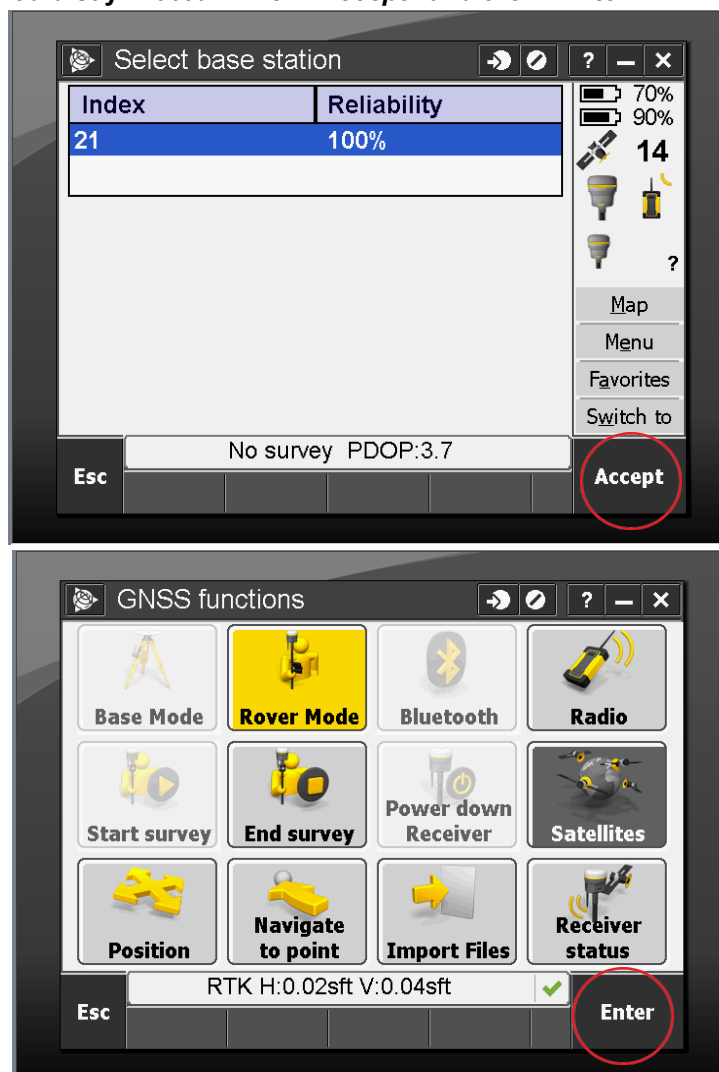 Select base station
? – ×
Index Reliability
21 100%
70%
90%
14
?
Map
Menu
Favorites
Switch to
No survey PDOP:3.7
Esc
Accept
GNSS functions
? – ×
Base Mode Rover Mode Bluetooth Radio
Start survey End survey Power down Receiver Satellites
Position Navigate to point Import Files Receiver status
RTK H:0.02sft V:0.04sft
Esc
Enter